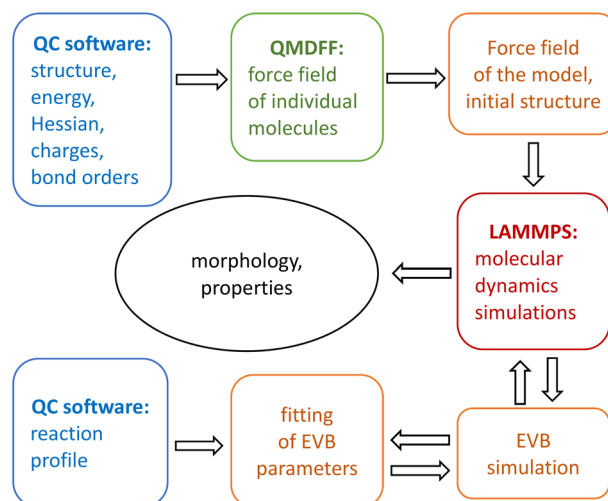 QC software:
structure,
energy,
Hessian,
charges,
bond orders
QMDFF:
force field
of individual
molecules
Force field
of the model,
initial structure
LAMMPS:
molecular
dynamics
simulations
morphology,
properties
QC software:
reaction
profile
fitting
of EVB
parameters
EVB
simulation